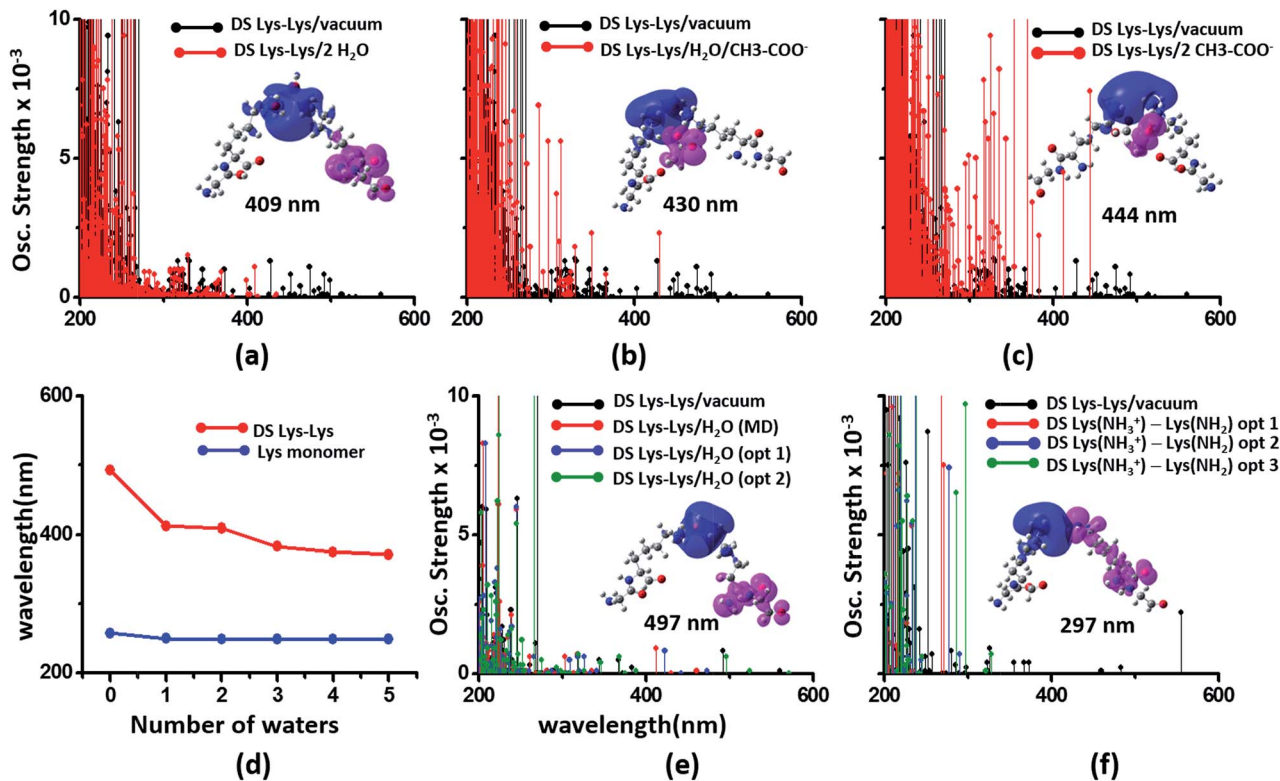 10
5
0
Osc. Strength x 10⁻³
DS Lys-Lys/vacuum
DS Lys-Lys/2 H₂O
409 nm
200
400
600
(a)
DS Lys-Lys/vacuum
DS Lys-Lys/H₂O/CH3-COO⁻
430 nm
200
400
600
(b)
DS Lys-Lys/vacuum
DS Lys-Lys/2 CH3-COO⁻
444 nm
200
400
600
(c)
600
400
200
wavelength(nm)
DS Lys-Lys
Lys monomer
0 1 2 3 4 5
Number of waters
(d)
10
5
0
Osc. Strength x 10⁻³
DS Lys-Lys/vacuum
DS Lys-Lys/H₂O (MD)
DS Lys-Lys/H₂O (opt 1)
DS Lys-Lys/H₂O (opt 2)
497 nm
200
400
600
wavelength(nm)
(e)
10
5
0
Osc. Strength x 10⁻³
DS Lys-Lys/vacuum
DS Lys(NH₃⁺) – Lys(NH₂) opt 1
DS Lys(NH₃⁺) – Lys(NH₂) opt 2
DS Lys(NH₃⁺) – Lys(NH₂) opt 3
297 nm
200
400
600
(f)